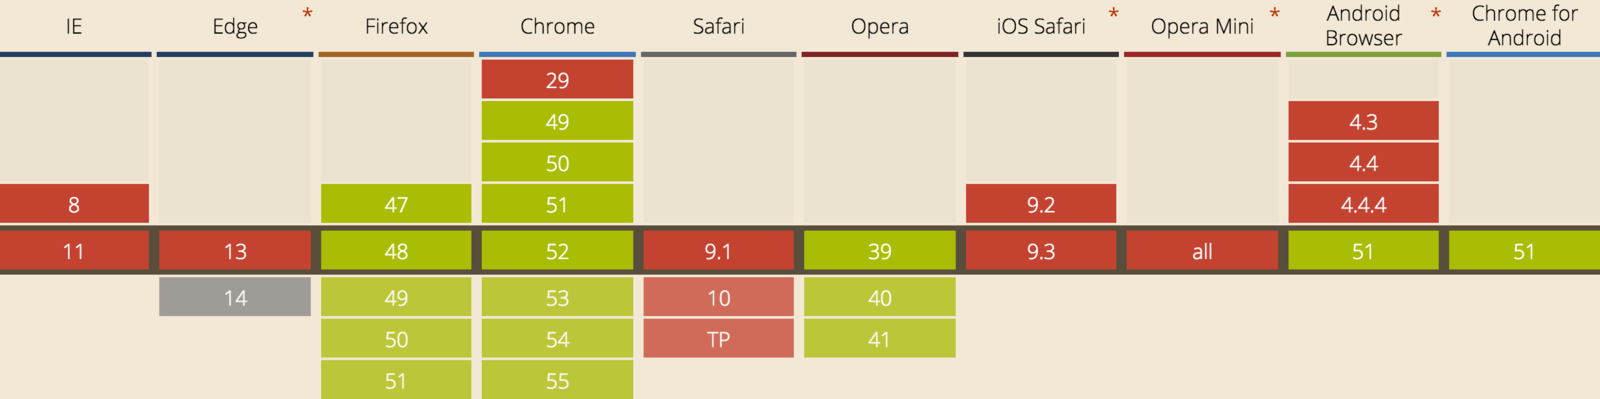 IE Edge * Firefox Chrome Safari Opera iOS Safari * Opera Mini * Android Browser * Chrome for Android
29
49 4.3
50 4.4
8 47 51 9.2 4.4.4
11 13 48 52 9.1 39 9.3 all 51 51
14 49 53 10 40
50 54 TP 41
51 55